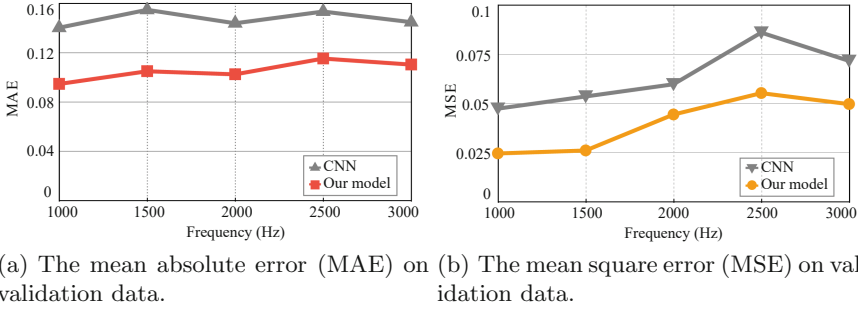 0.16
0.12
0.08
0.04
0
MAE
1000 1500 2000 2500 3000
Frequency (Hz)
CNN
Our model
0.1
0.075
0.05
0.025
0
MSE
1000 1500 2000 2500 3000
Frequency (Hz)
CNN
Our model
(a) The mean absolute error (MAE) on
validation data.
(b) The mean square error (MSE) on val
idation data.